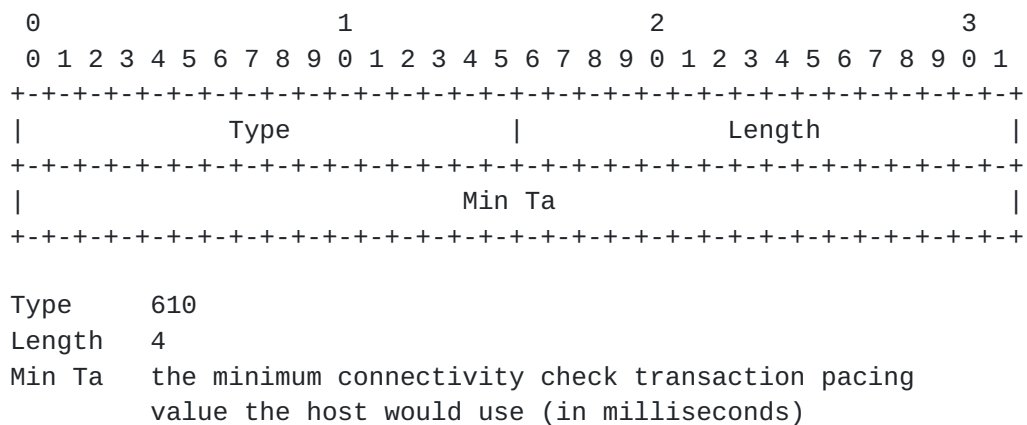 0                   1                   2                   3
 0 1 2 3 4 5 6 7 8 9 0 1 2 3 4 5 6 7 8 9 0 1 2 3 4 5 6 7 8 9 0 1
+-+-+-+-+-+-+-+-+-+-+-+-+-+-+-+-+-+-+-+-+-+-+-+-+-+-+-+-+-+-+-+-+
|             Type              |             Length            |
+-+-+-+-+-+-+-+-+-+-+-+-+-+-+-+-+-+-+-+-+-+-+-+-+-+-+-+-+-+-+-+-+
|                            Min Ta                             |
+-+-+-+-+-+-+-+-+-+-+-+-+-+-+-+-+-+-+-+-+-+-+-+-+-+-+-+-+-+-+-+-+

Type     610
Length   4
Min Ta   the minimum connectivity check transaction pacing
         value the host would use (in milliseconds)